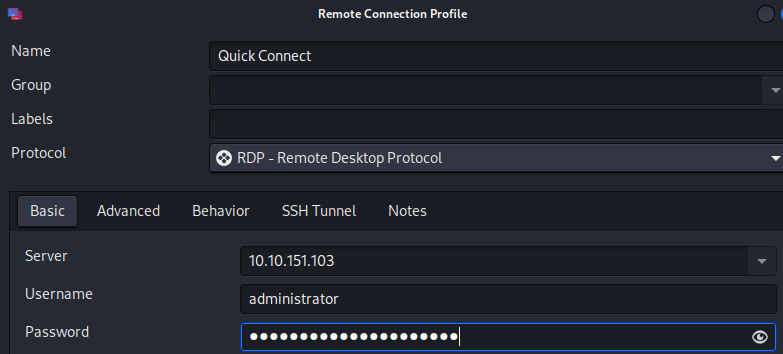 Remote Connection Profile
Name Quick Connect
Group
Labels
Protocol RDP - Remote Desktop Protocol
Basic Advanced Behavior SSH Tunnel Notes
Server 10.10.151.103
Username administrator
Password ●●●●●●●●●●●●●●●●●●●●●